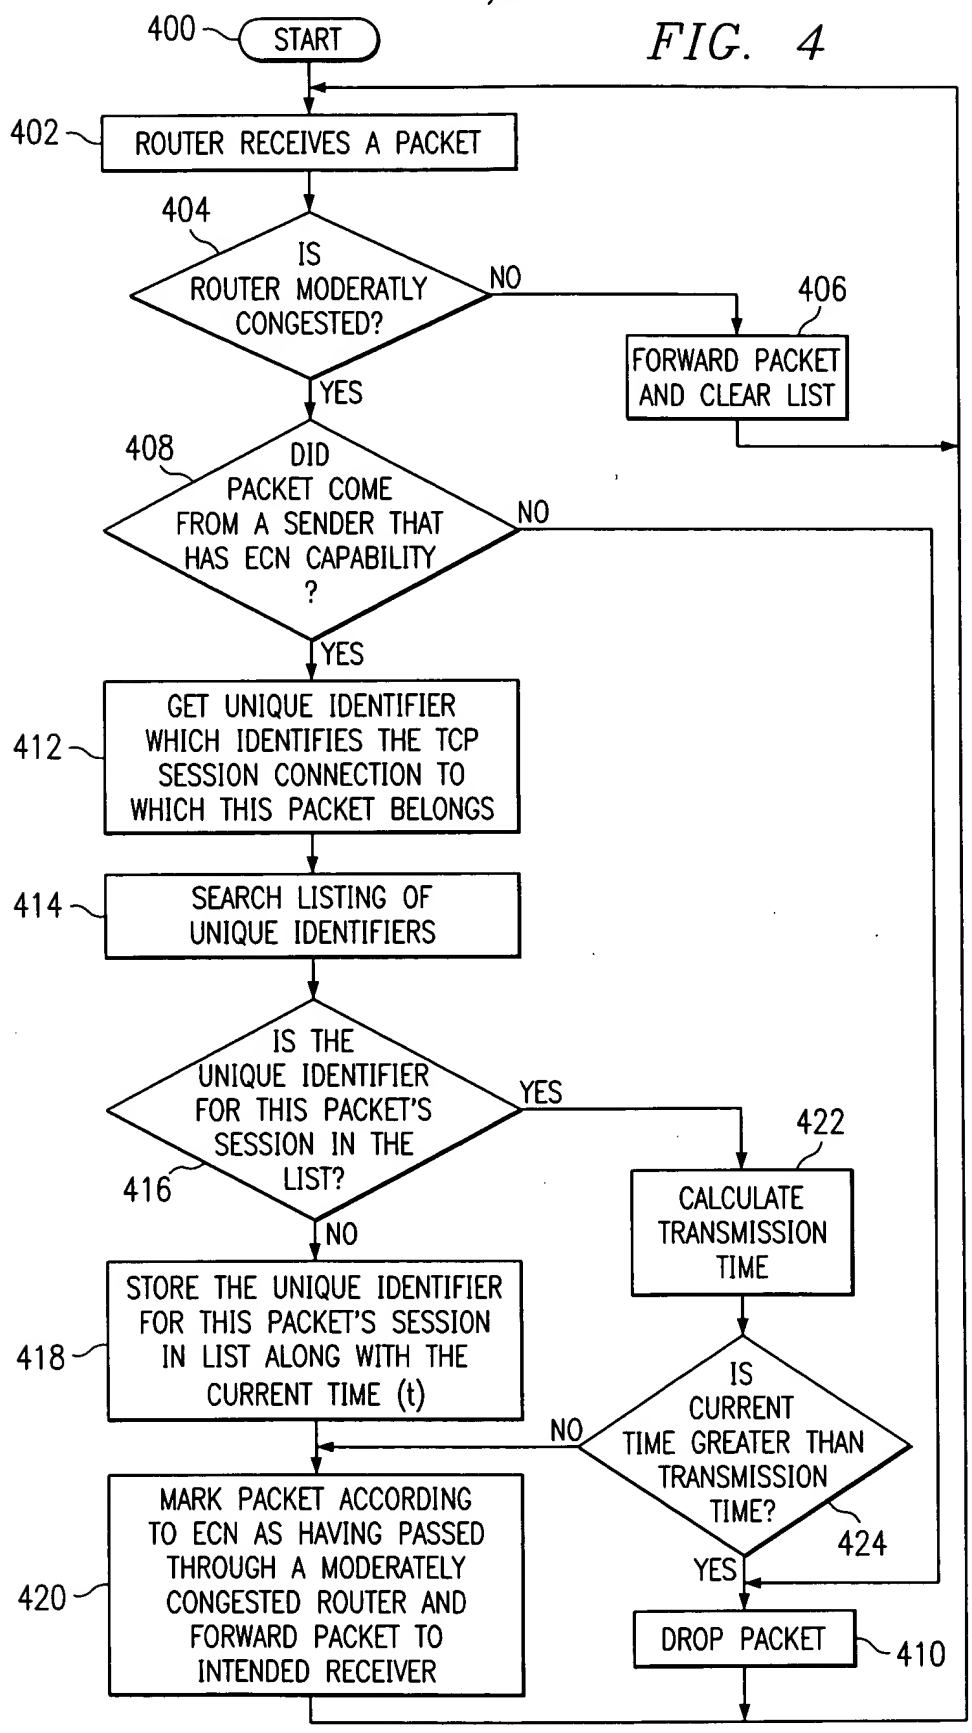 400
START
FIG. 4
402
ROUTER RECEIVES A PACKET
404
IS
ROUTER MODERATLY
CONGESTED?
NO
406
FORWARD PACKET
AND CLEAR LIST
YES
408
DID
PACKET COME
FROM A SENDER THAT
HAS ECN CAPABILITY
?
NO
YES
412
GET UNIQUE IDENTIFIER
WHICH IDENTIFIES THE TCP
SESSION CONNECTION TO
WHICH THIS PACKET BELONGS
414
SEARCH LISTING OF
UNIQUE IDENTIFIERS
IS THE
UNIQUE IDENTIFIER
FOR THIS PACKET'S
SESSION IN THE
LIST?
416
YES
422
CALCULATE
TRANSMISSION
TIME
NO
418
STORE THE UNIQUE IDENTIFIER
FOR THIS PACKET'S SESSION
IN LIST ALONG WITH THE
CURRENT TIME (t)
IS
CURRENT
TIME GREATER THAN
TRANSMISSION
TIME?
424
NO
YES
420
MARK PACKET ACCORDING
TO ECN AS HAVING PASSED
THROUGH A MODERATELY
CONGESTED ROUTER AND
FORWARD PACKET TO
INTENDED RECEIVER
DROP PACKET
410